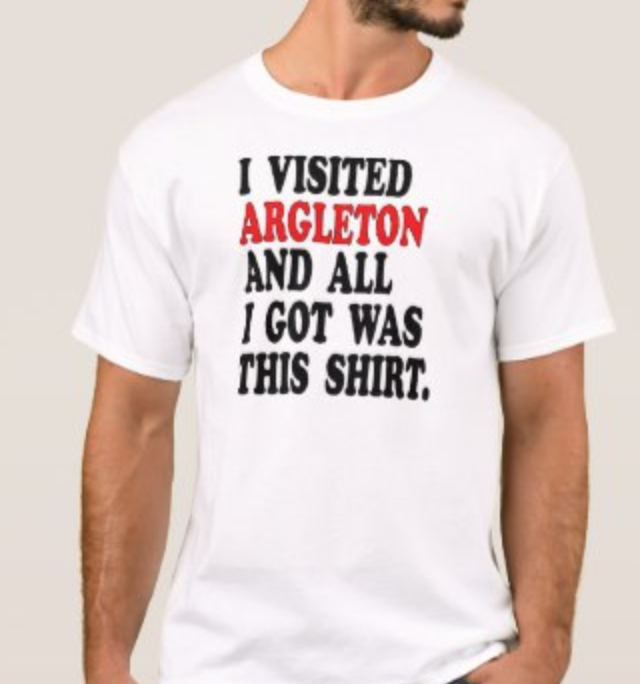 I VISITED
ARGLETON
AND ALL
I GOT WAS
THIS SHIRT.